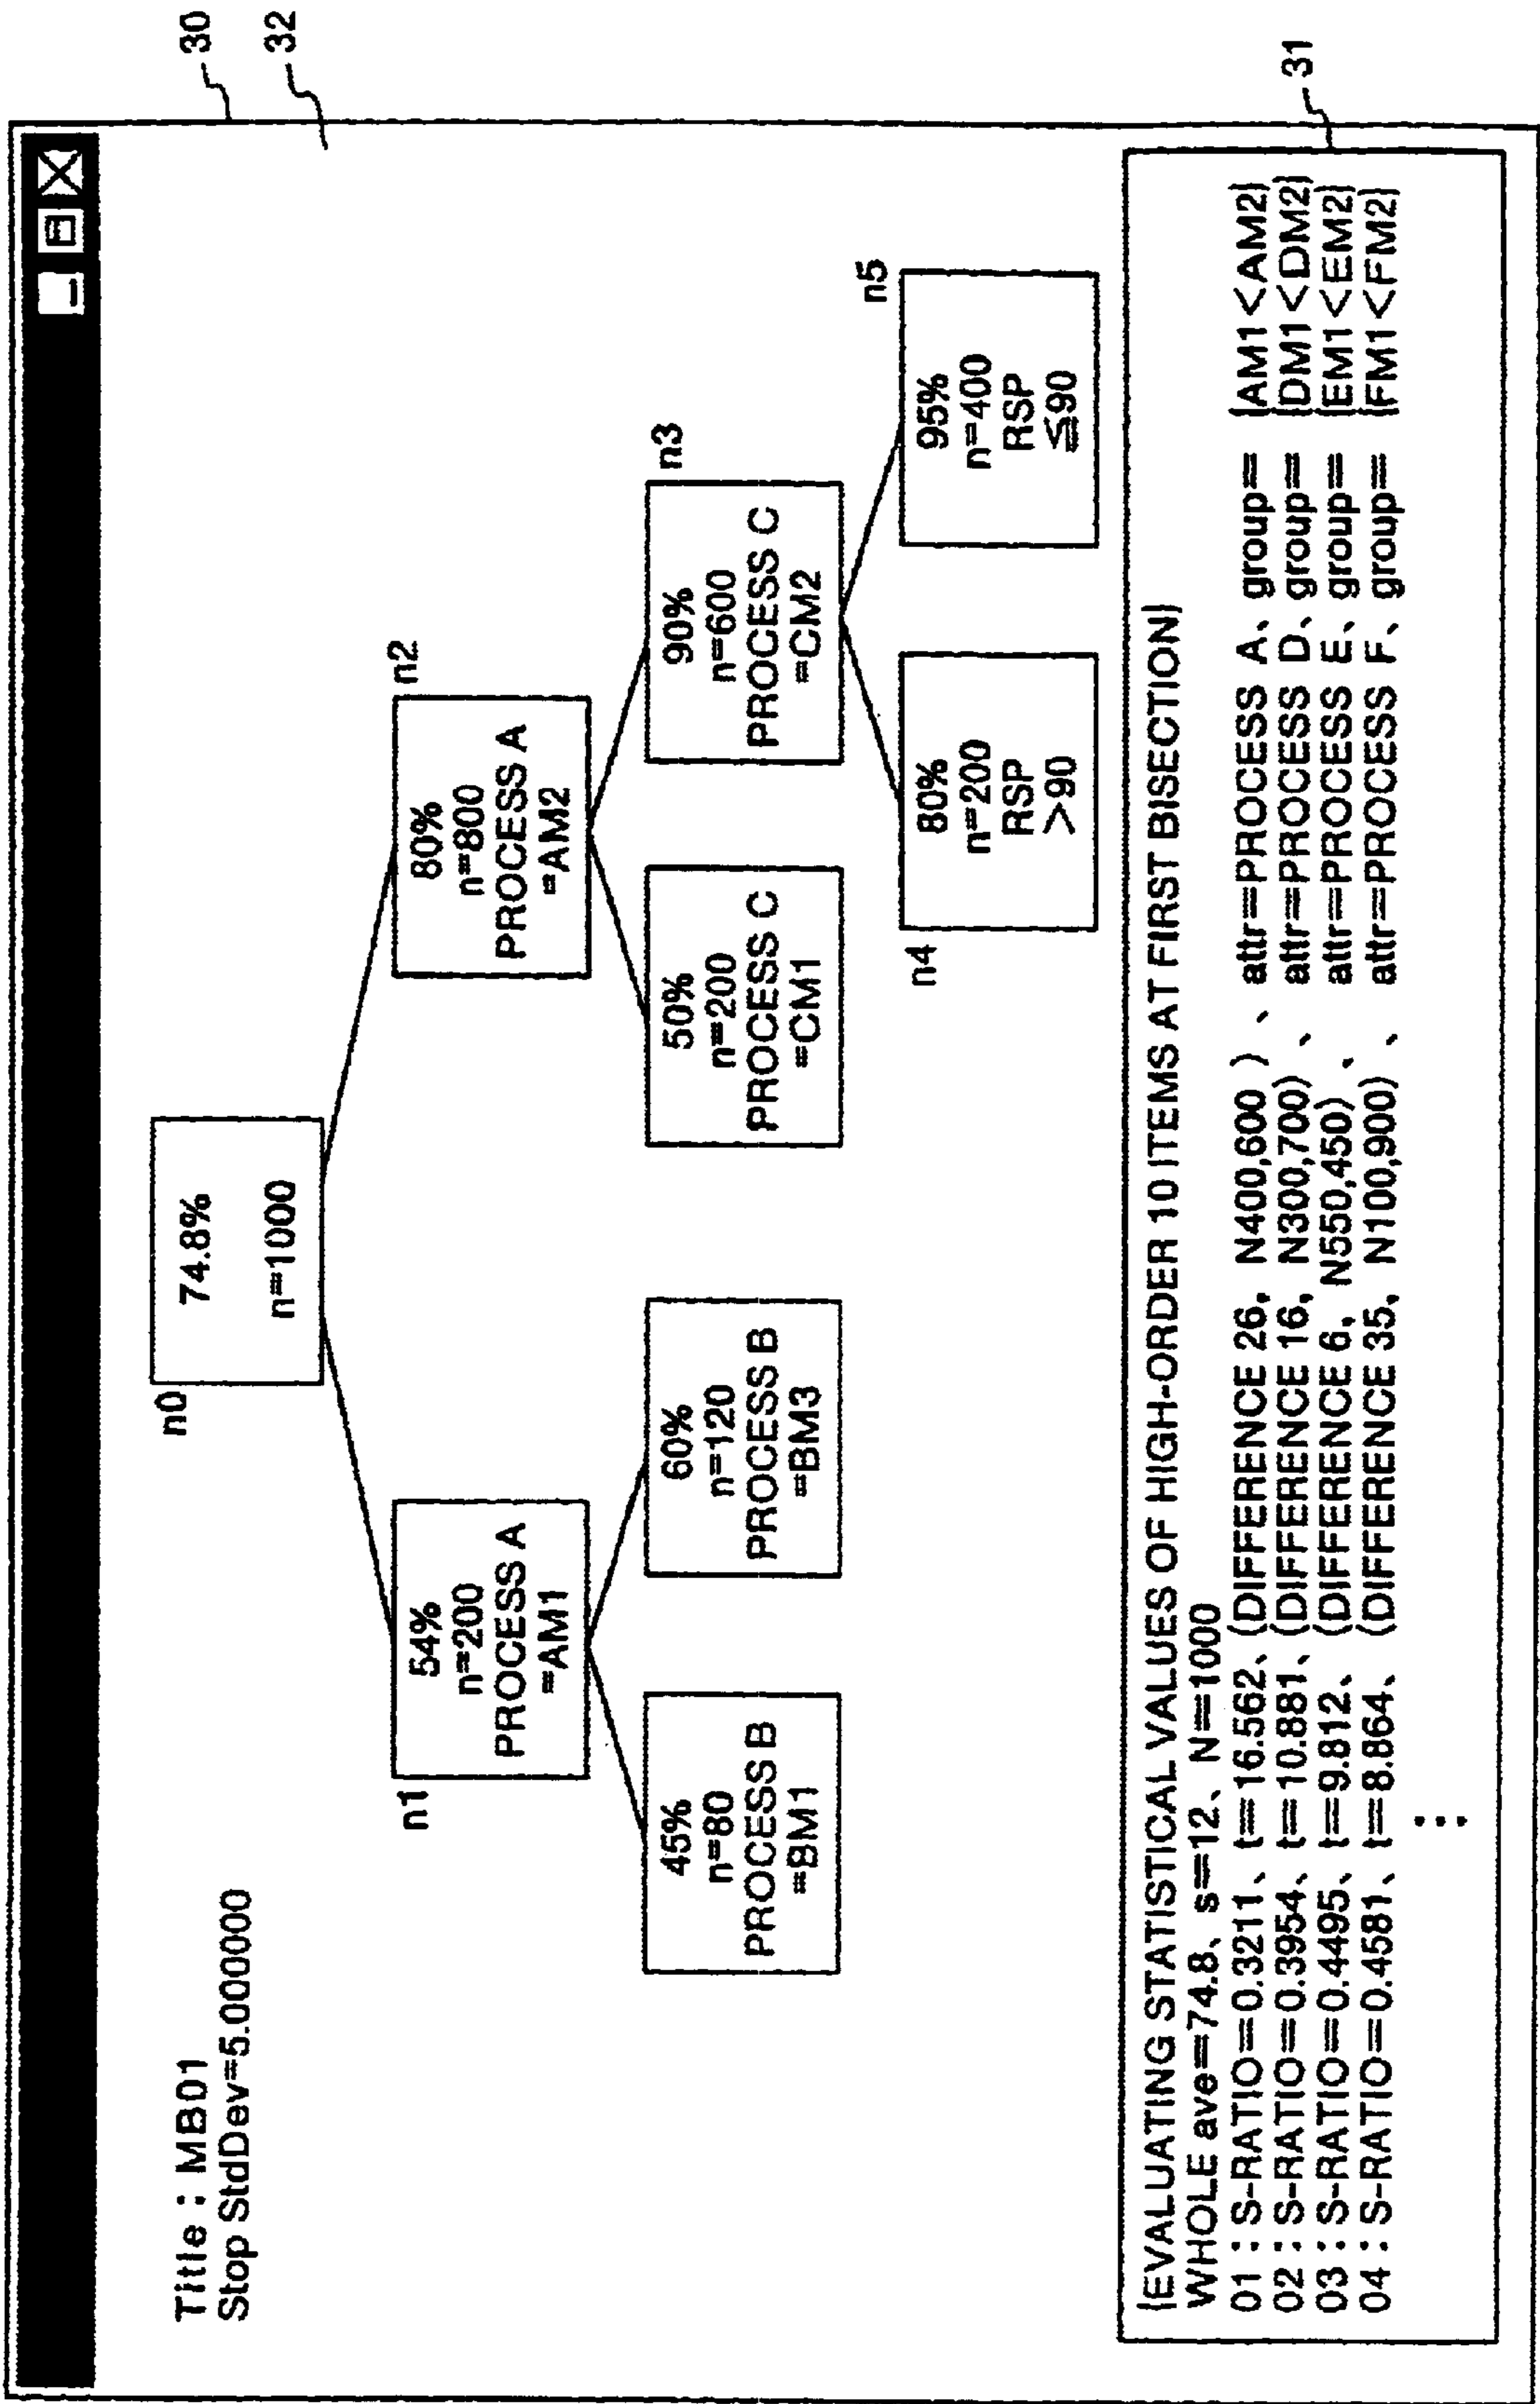 30
32
Title : MB01
Stop StdDev=5.000000
n0
74.8%
n=1000
n1
54%
n=200
PROCESS A
=AM1
n2
80%
n=800
PROCESS A
=AM2
45%
n=80
PROCESS B
=BM1
60%
n=120
PROCESS B
=BM3
50%
n=200
PROCESS C
=CM1
n3
90%
n=600
PROCESS C
=CM2
n4
80%
n=200
RSP
>90
n5
95%
n=400
RSP
≦90
31
{EVALUATING STATISTICAL VALUES OF HIGH-ORDER 10 ITEMS AT FIRST BISECTION}
WHOLE ave=74.8、s=12、N=1000
01 : S-RATIO=0.3211、t=16.562、(DIFFERENCE 26, N400,600 ) 、attr=PROCESS A、group= {AM1<AM2}
02 : S-RATIO=0.3954、t=10.881、(DIFFERENCE 16, N300,700) 、attr=PROCESS D、group= {DM1<DM2}
03 : S-RATIO=0.4495、t=9.812、(DIFFERENCE 6, N550,450) 、attr=PROCESS E、group= {EM1<EM2}
04 : S-RATIO=0.4581、t=8.864、(DIFFERENCE 35, N100,900) 、attr=PROCESS F、group= {FM1<FM2}
⋮